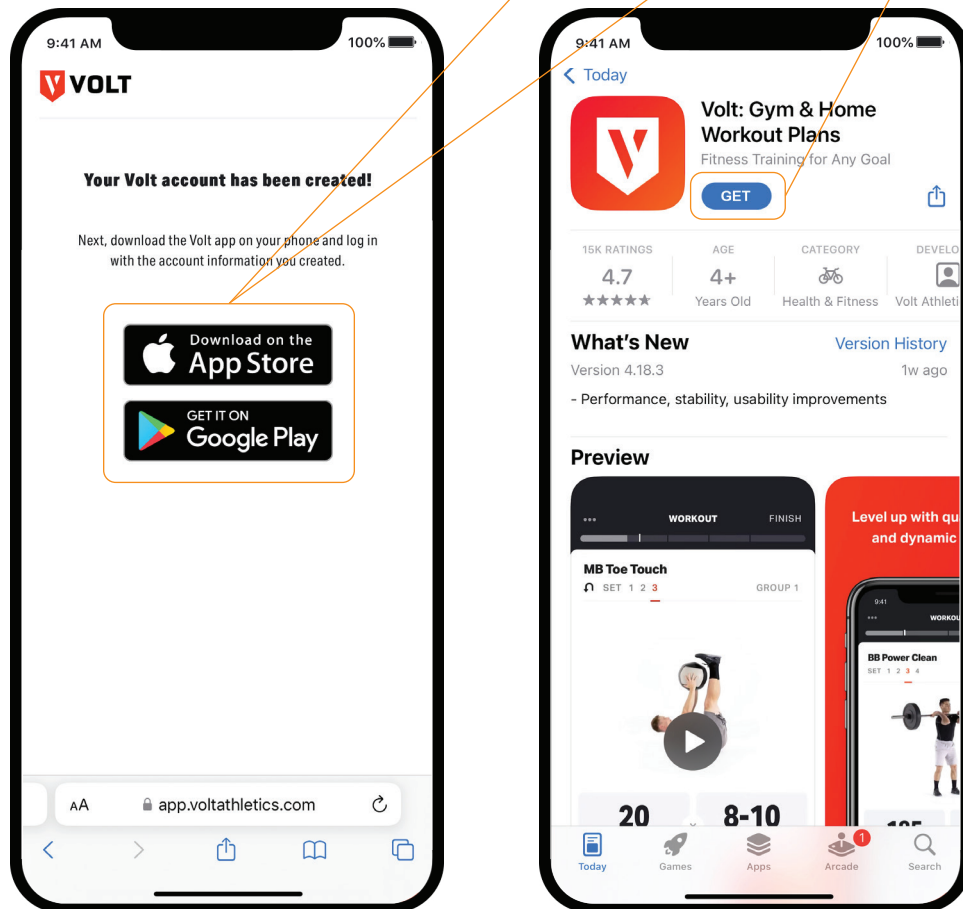 9:41 AM 100%
VOLT
Your Volt account has been created!
Next, download the Volt app on your phone and log in
with the account information you created.
Download on the
App Store
GET IT ON
Google Play
AA app.voltathletics.com
9:41 AM 100%
Today
Volt: Gym & Home
Workout Plans
Fitness Training for Any Goal
GET
15K RATINGS AGE CATEGORY DEVELO
4.7 4+
Years Old Health & Fitness Volt Athleti
What's New Version History
Version 4.18.3 1w ago
- Performance, stability, usability improvements
Preview
WORKOUT FINISH
MB Toe Touch
SET 1 2 3 GROUP 1
20 x 8-10
Level up with qu
and dynamic
9:41
WORKOU
BB Power Clean
SET 1 2 3 4
Today Games Apps Arcade 1 Search